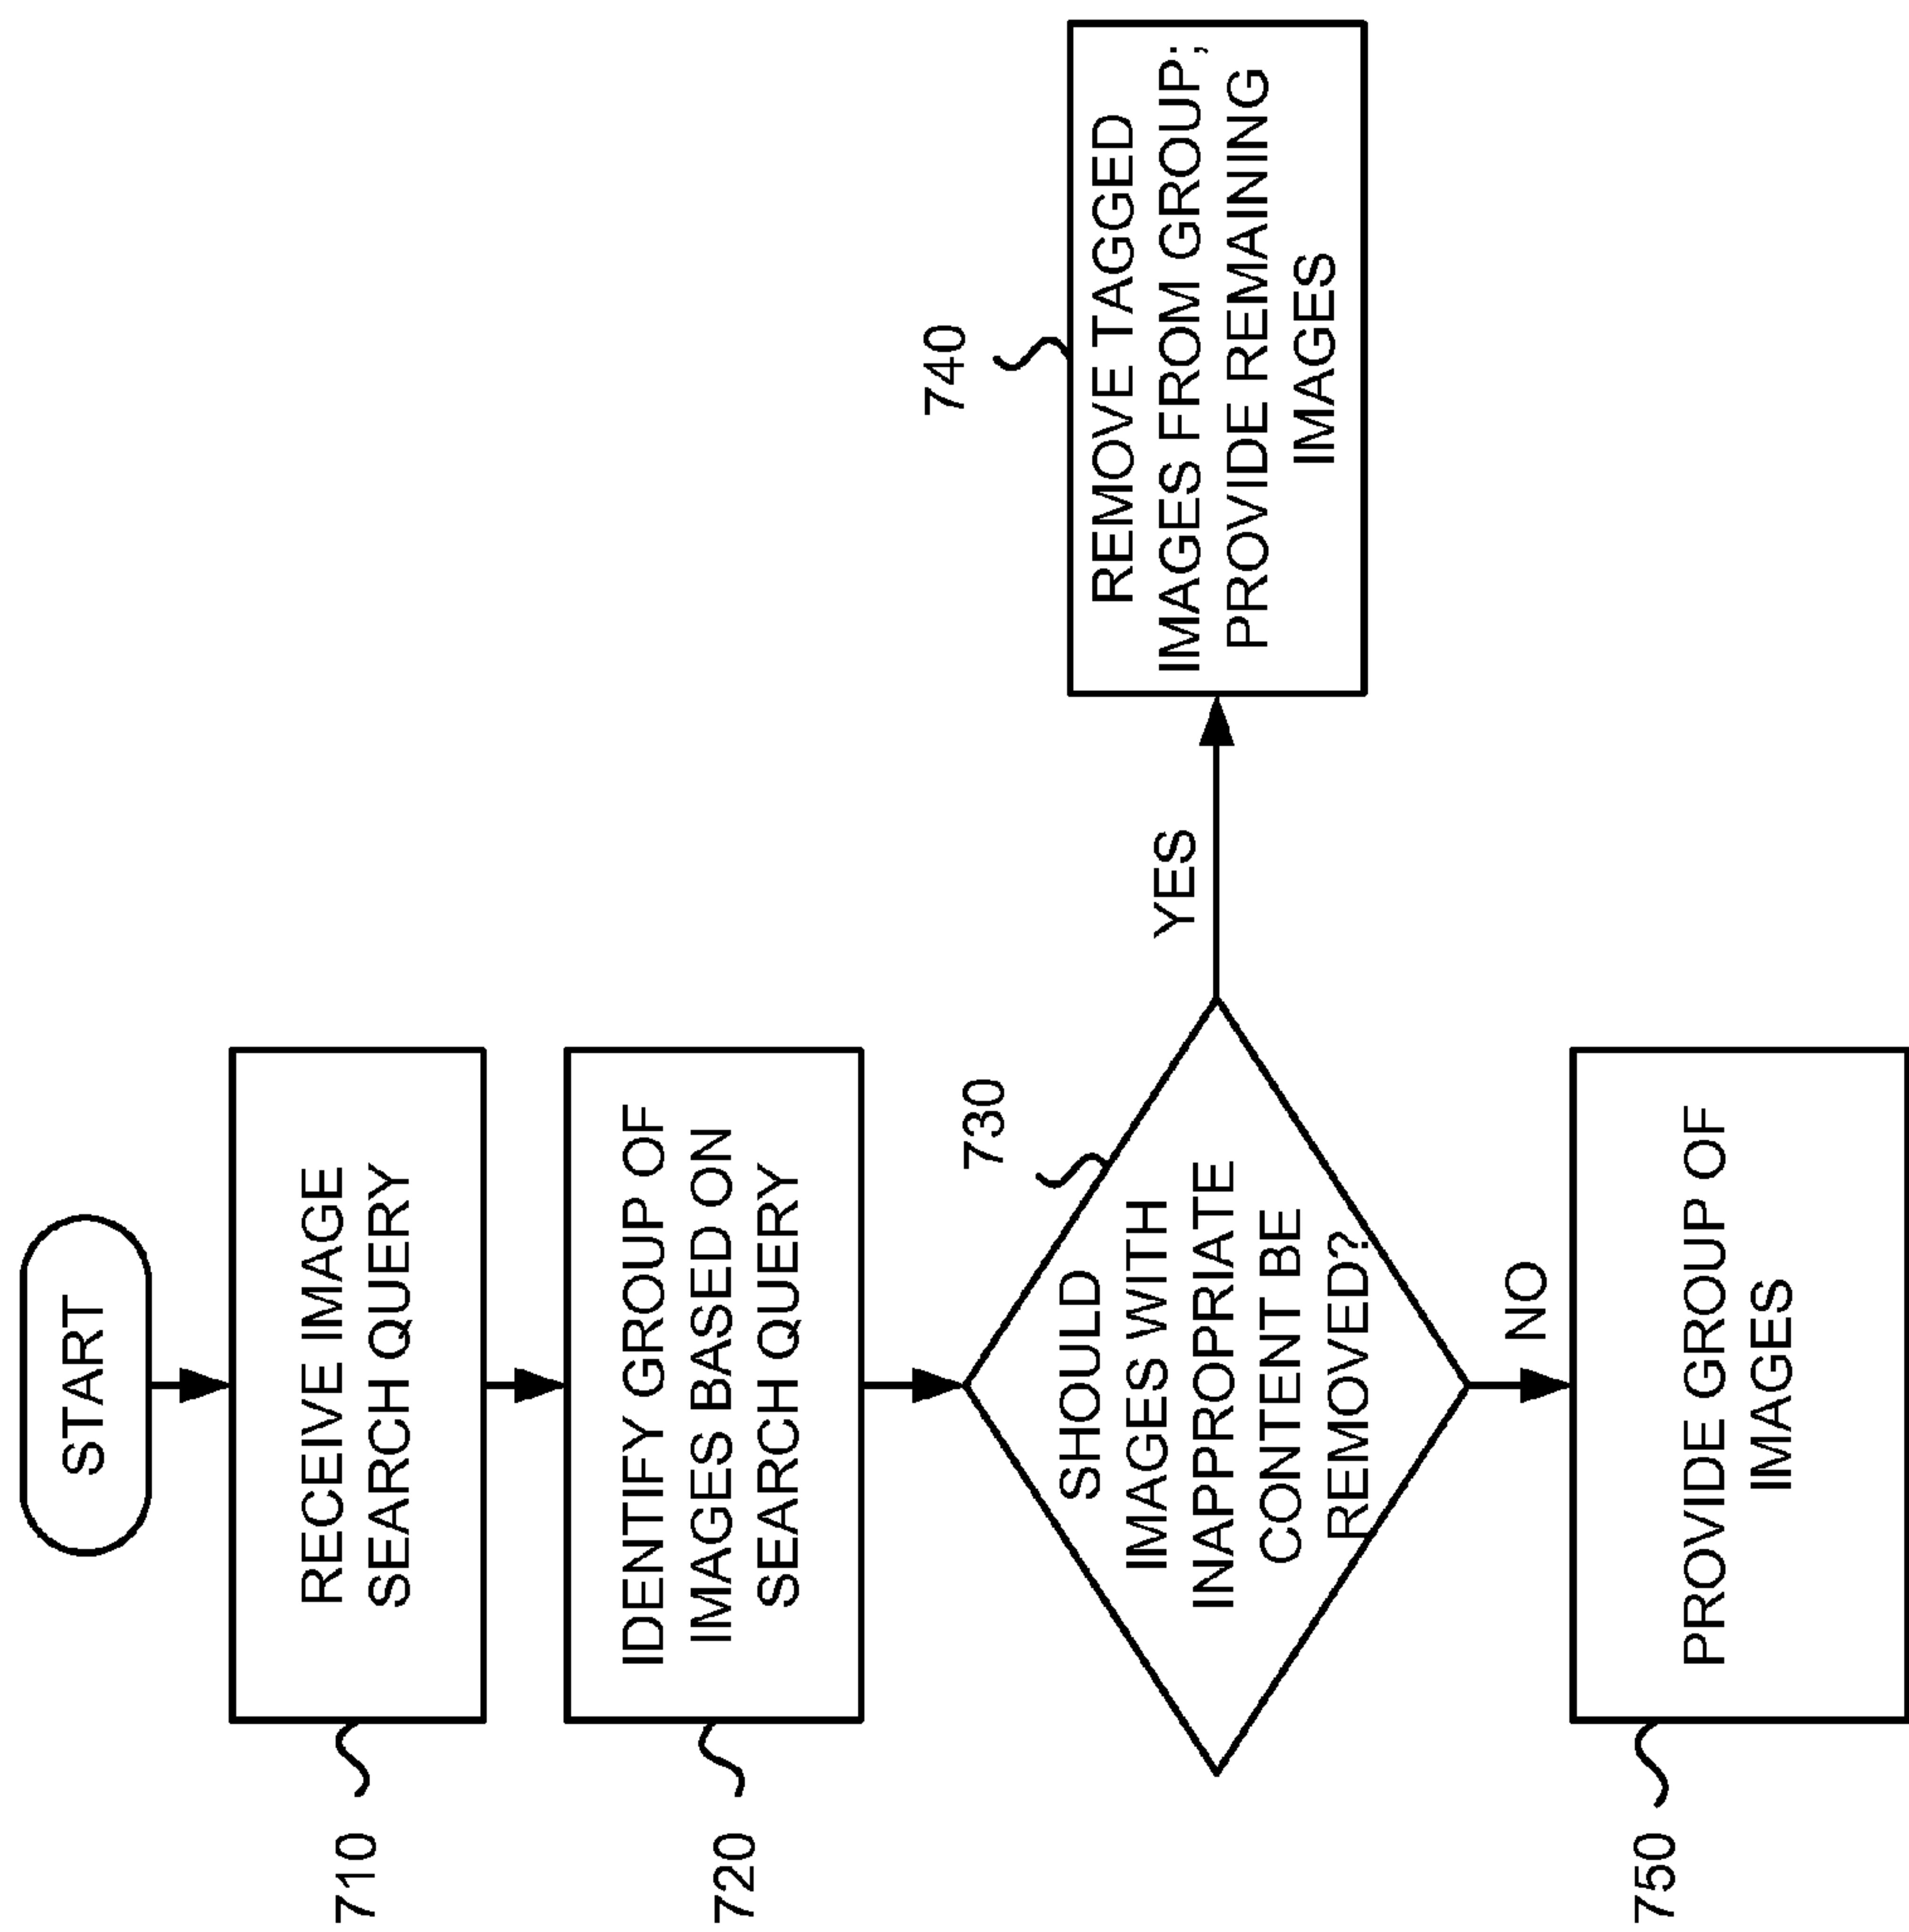 START
710
RECEIVE IMAGE
SEARCH QUERY
720
IDENTIFY GROUP OF
IMAGES BASED ON
SEARCH QUERY
730
SHOULD
IMAGES WITH
INAPPROPRIATE
CONTENT BE
REMOVED?
YES
740
REMOVE TAGGED
IMAGES FROM GROUP;
PROVIDE REMAINING
IMAGES
NO
750
PROVIDE GROUP OF
IMAGES